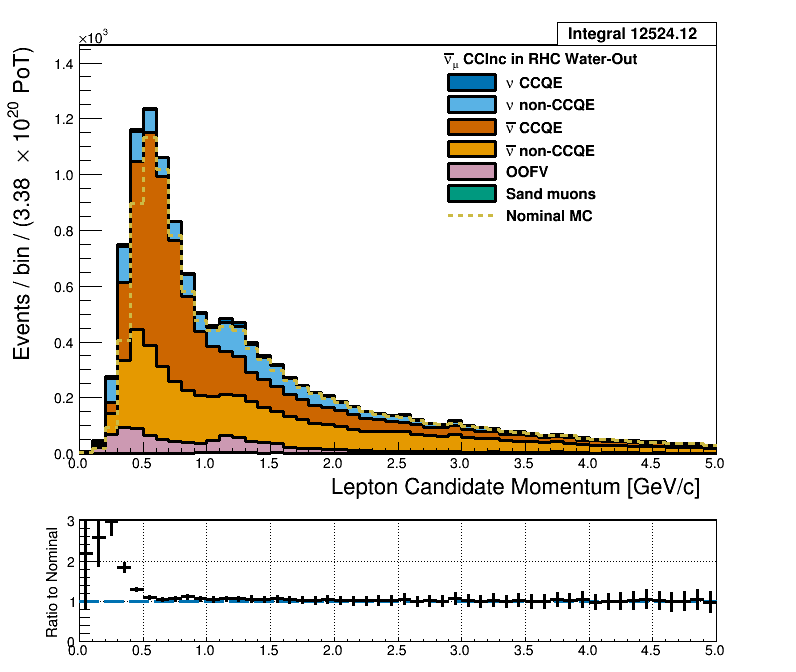 Integral 12524.12
×10³
ν̅μ CCInc in RHC Water-Out
ν CCQE
ν non-CCQE
ν̅ CCQE
ν̅ non-CCQE
OOFV
Sand muons
Nominal MC
Events / bin / (3.38 × 10²⁰ PoT)
1.4
1.2
1.0
0.8
0.6
0.4
0.2
0.0
0.0 0.5 1.0 1.5 2.0 2.5 3.0 3.5 4.0 4.5 5.0
Lepton Candidate Momentum [GeV/c]
Ratio to Nominal
3
2
1
0
0.0 0.5 1.0 1.5 2.0 2.5 3.0 3.5 4.0 4.5 5.0